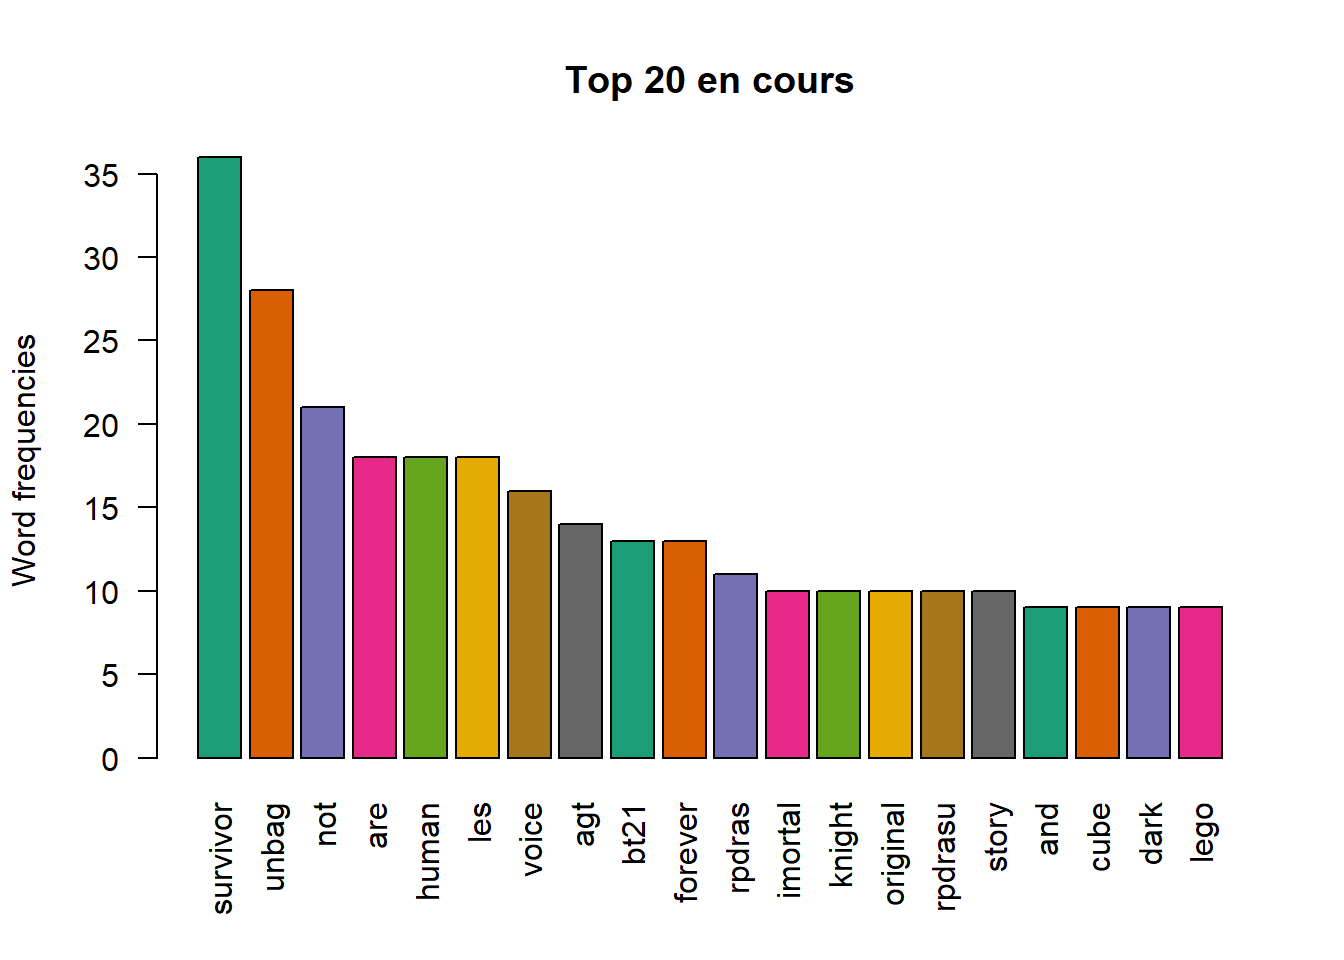 Top 20 en cours
Word frequencies
35
30
25
20
15
10
5
0
survivor
unbag
not
are
human
les
voice
agt
bt21
forever
rpdras
imortal
knight
original
rpdrasu
story
and
cube
dark
lego